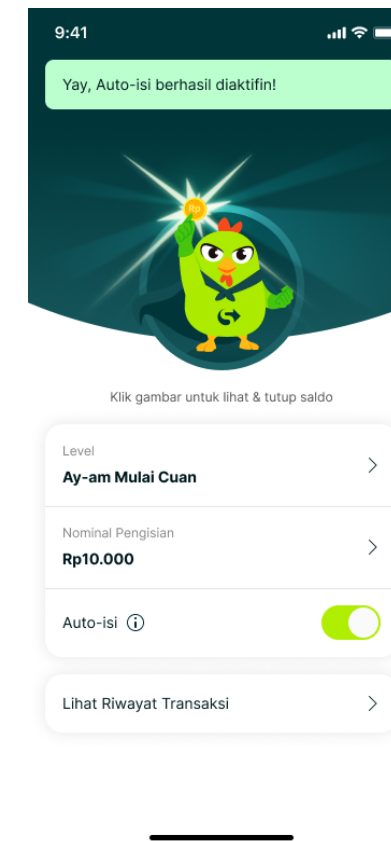 9:41
Yay, Auto-isi berhasil diaktifin!
Rp
Klik gambar untuk lihat & tutup saldo
Level
Ay-am Mulai Cuan
Nominal Pengisian
Rp10.000
Auto-isi
Lihat Riwayat Transaksi